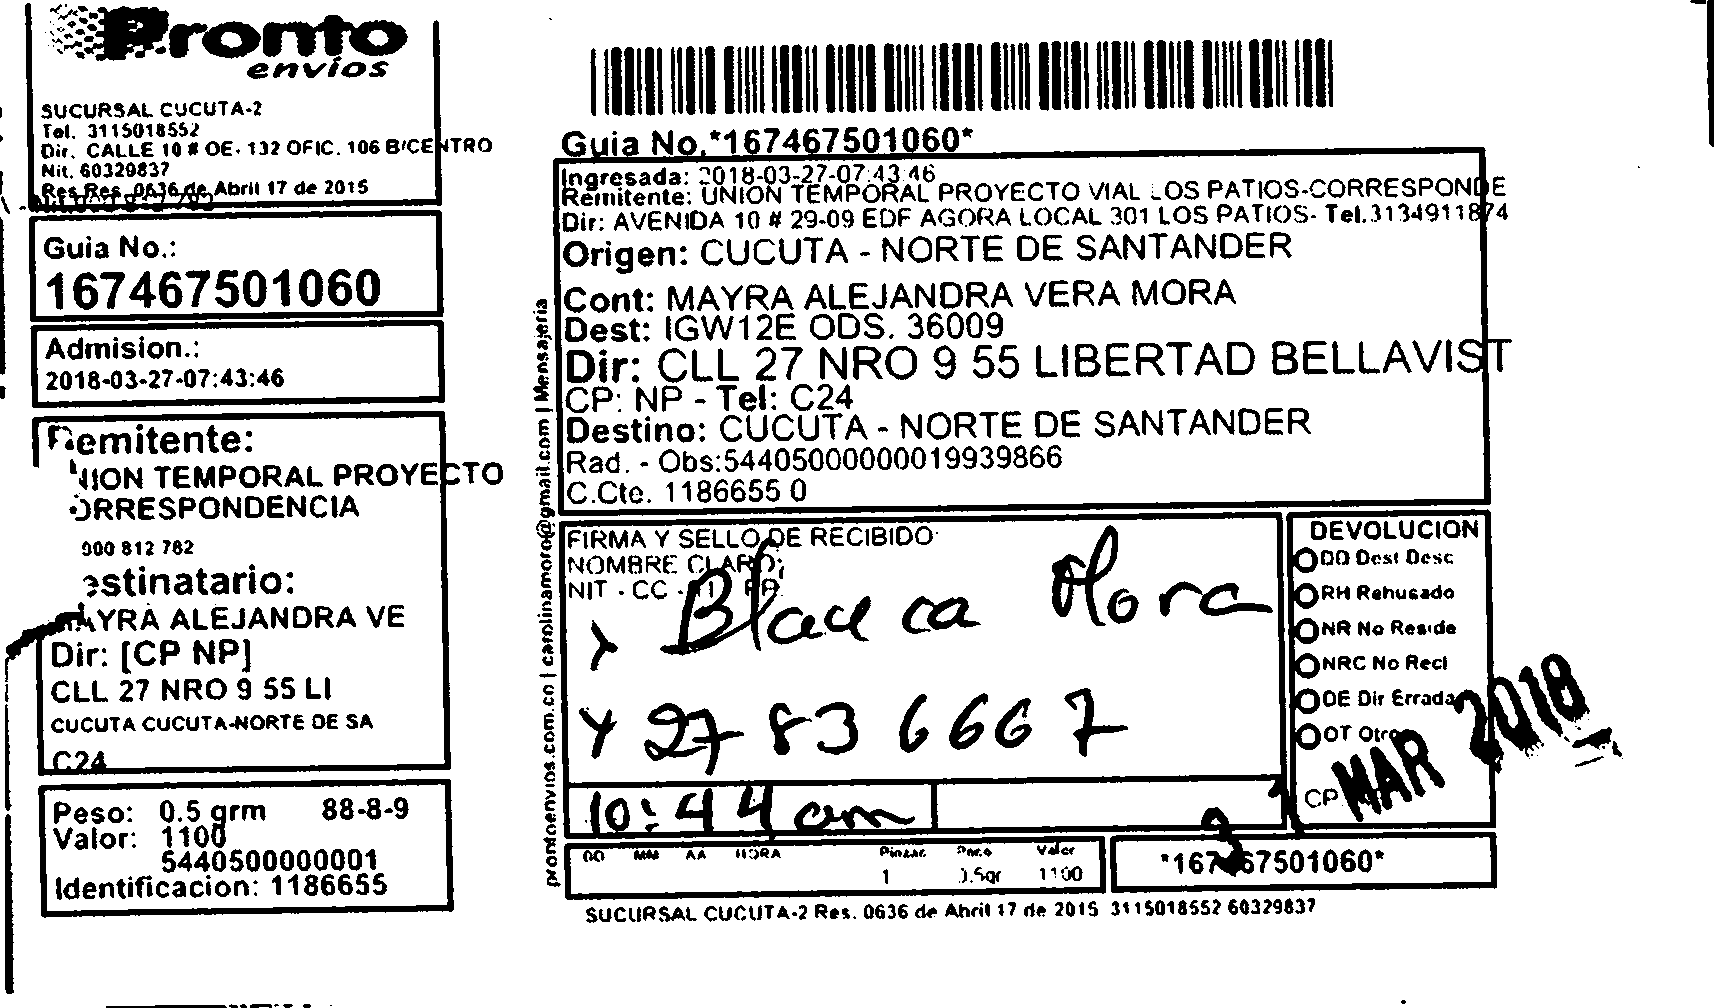 Pronto
envios
SUCURSAL CUCUTA-2
Tel. 3115018552
Dir. CALLE 10 # OE- 132 OFIC. 106 B/CENTRO
Nit. 60329837
Res Res. 0636 de Abril 17 de 2015
Guia No.:
167467501060
Admision.:
2018-03-27-07:43:46
Remitente:
NION TEMPORAL PROYECTO
ORRESPONDENCIA
900 812 782
estinatario:
AYRA ALEJANDRA VE
Dir: [CP NP]
CLL 27 NRO 9 55 LI
CUCUTA CUCUTA-NORTE DE SA
C24
Peso: 0.5 grm 88-8-9
Valor: 1100
5440500000001
Identificacion: 1186655
prontoenvios.com.co | carolinamoro@gmail.com | Mensajeria
Guia No.*167467501060*
Ingresada: 2018-03-27-07:43:46
Remitente: UNION TEMPORAL PROYECTO VIAL LOS PATIOS-CORRESPONDE
Dir: AVENIDA 10 # 29-09 EDF AGORA LOCAL 301 LOS PATIOS- Tel.3134911874
Origen: CUCUTA - NORTE DE SANTANDER
Cont: MAYRA ALEJANDRA VERA MORA
Dest: IGW12E ODS. 36009
Dir: CLL 27 NRO 9 55 LIBERTAD BELLAVIST
CP: NP - Tel: C24
Destino: CUCUTA - NORTE DE SANTANDER
Rad. - Obs:54405000000019939866
C.Cte. 1186655 0
FIRMA Y SELLO DE RECIBIDO
NOMBRE CLARO;
NIT - CC -
Blanca Mora
27836667
10:44 am
DEVOLUCION
DD Dest Desc
RH Rehusado
NR No Reside
NRC No Recl
DE Dir Errada
OT Otro
CP
MAR 2018
DD MM AA HORA Piezas Peso Valor
1 0.5gr 1100
*167467501060*
SUCURSAL CUCUTA-2 Res. 0636 de Abril 17 de 2015 3115018552 60329837